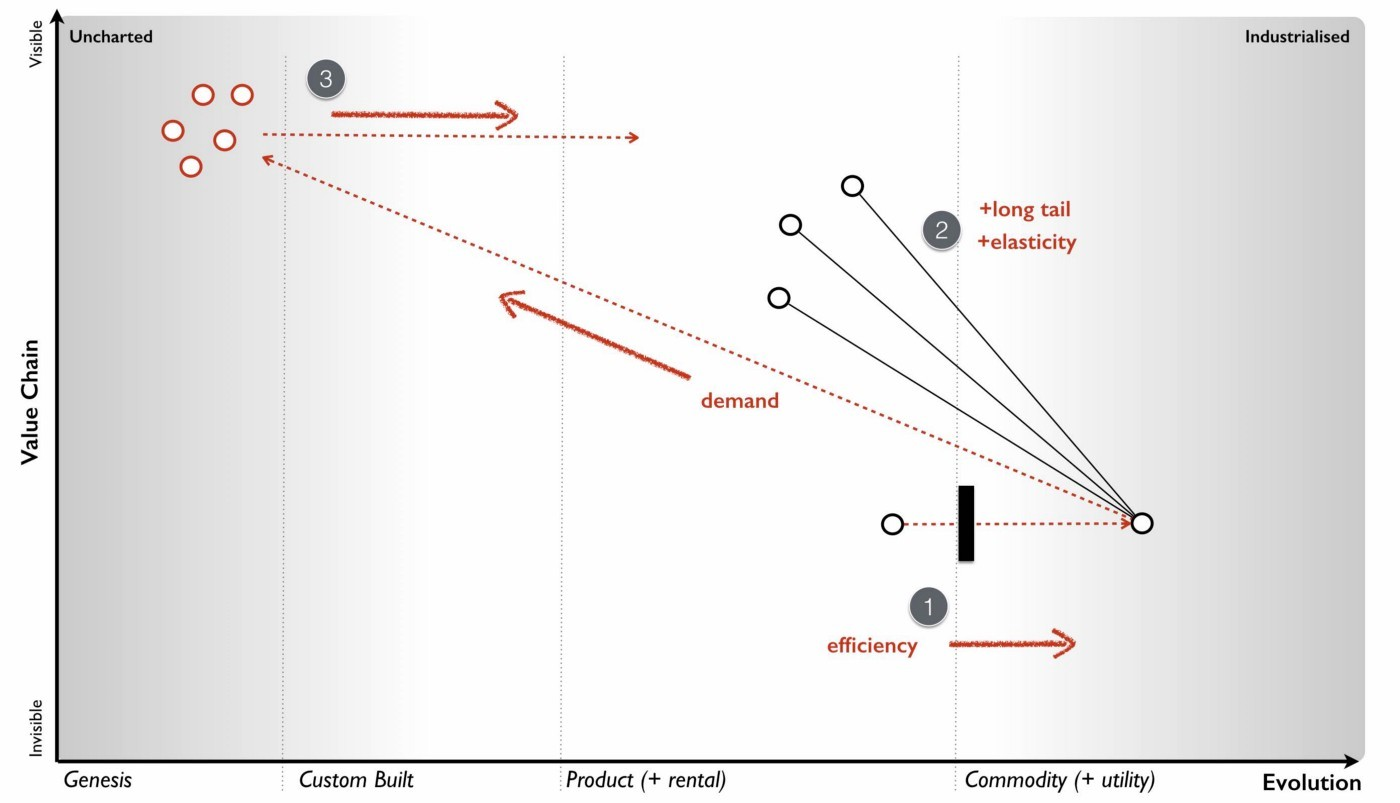 Visible
Uncharted
Industrialised
3
2
+long tail
+elasticity
Value Chain
demand
1
efficiency
Invisible
Genesis
Custom Built
Product (+ rental)
Commodity (+ utility)
Evolution